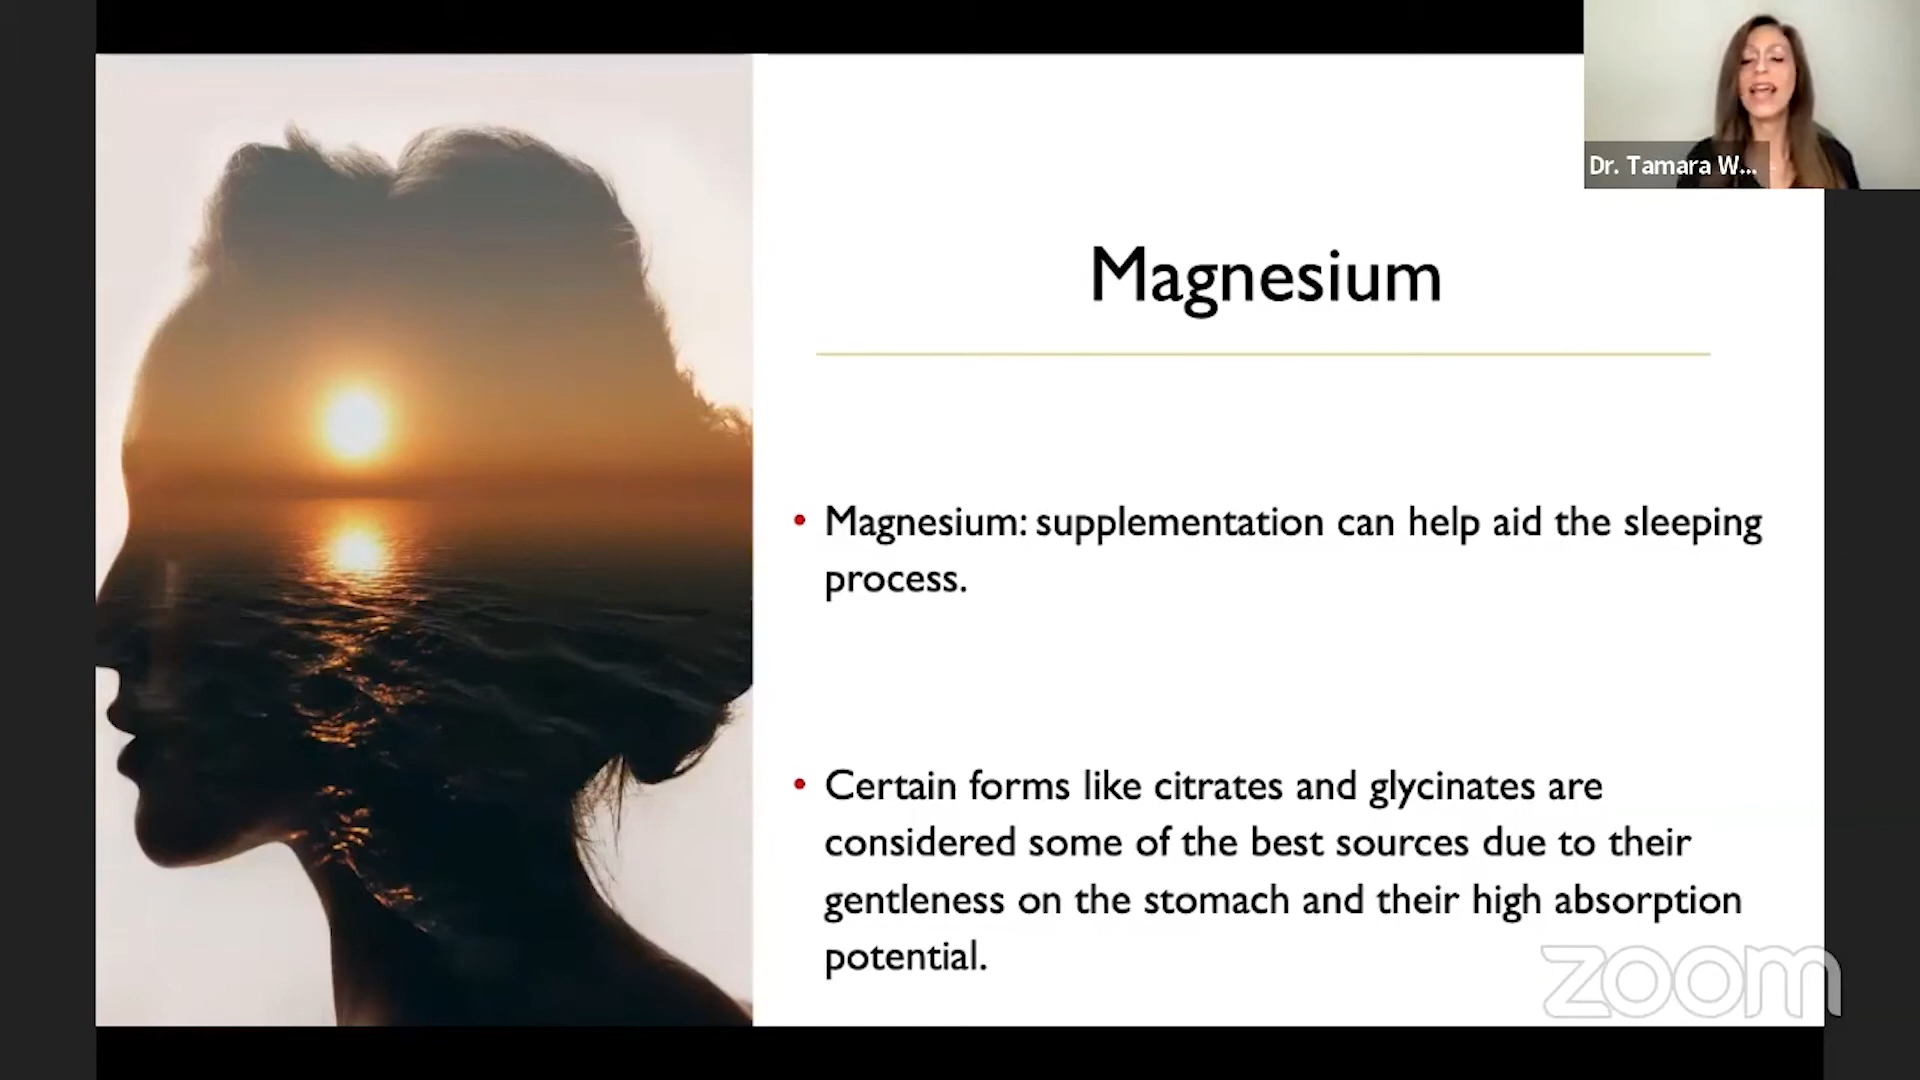 Dr. Tamara W...
Magnesium
• Magnesium: supplementation can help aid the sleeping
process.
• Certain forms like citrates and glycinates are
considered some of the best sources due to their
gentleness on the stomach and their high absorption
potential.
zoom